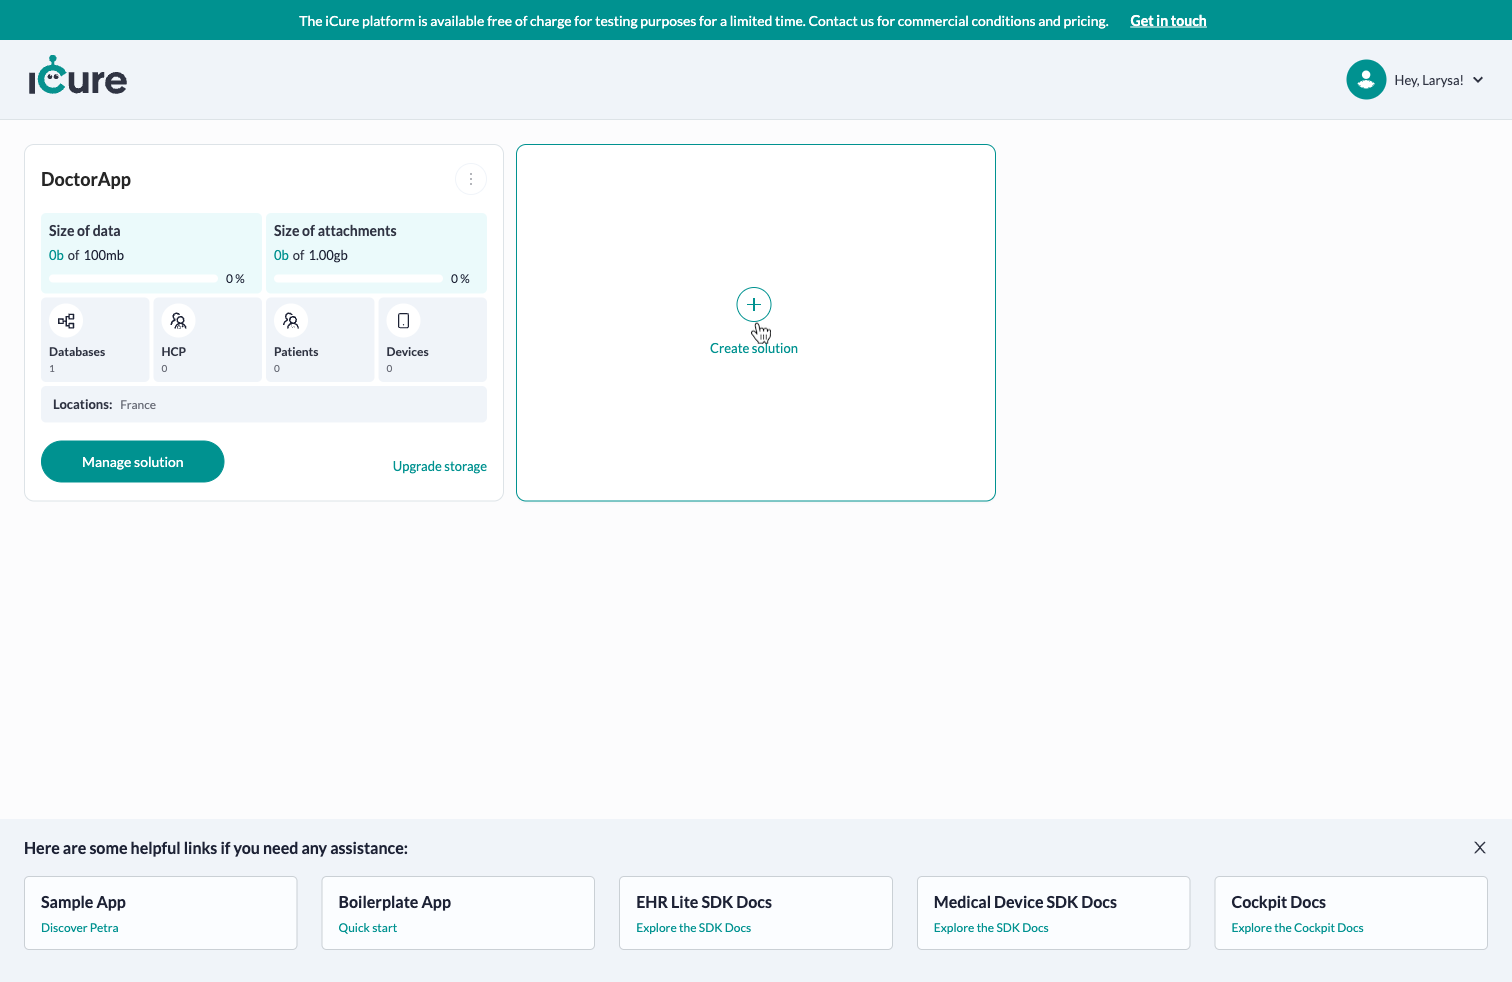 The iCure platform is available free of charge for testing purposes for a limited time. Contact us for commercial conditions and pricing. Get in touch
iCure
Hey, Larysa!
DoctorApp
Size of data
0b of 100mb
0 %
Size of attachments
0b of 1.00gb
0 %
Databases
1
HCP
0
Patients
0
Devices
0
Locations: France
Manage solution
Upgrade storage
Create solution
Here are some helpful links if you need any assistance:
Sample App
Discover Petra
Boilerplate App
Quick start
EHR Lite SDK Docs
Explore the SDK Docs
Medical Device SDK Docs
Explore the SDK Docs
Cockpit Docs
Explore the Cockpit Docs